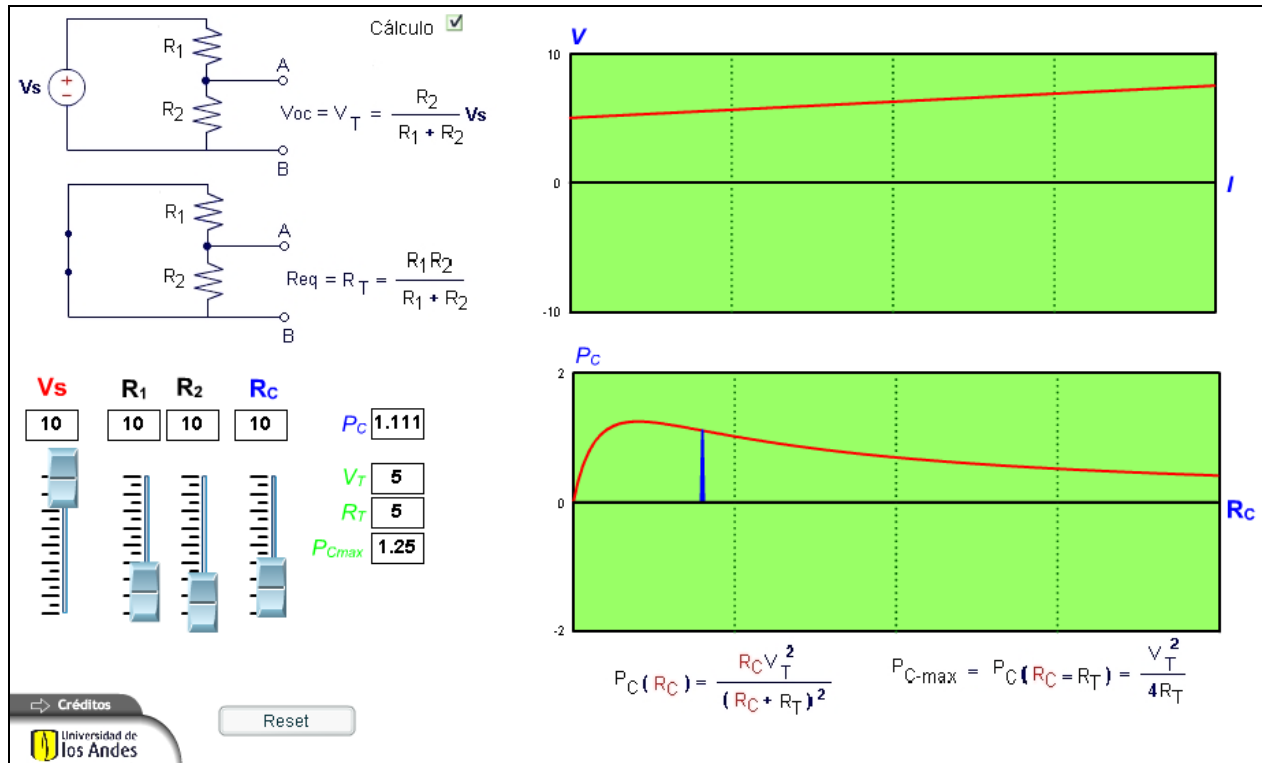 Cálculo
Vs
R1
R2
A
B
Voc = VT = R2 / (R1 + R2) Vs
R1
R2
A
B
Req = RT = R1R2 / (R1 + R2)
V
10
0
-10
I
Vs R1 R2 RC
10 10 10 10
PC 1.111
VT 5
RT 5
PCmax 1.25
PC
2
0
-2
RC
PC(RC) = RC VT² / (RC + RT)²
PC-max = PC(RC = RT) = VT² / 4RT
Créditos
Universidad de
los Andes
Reset